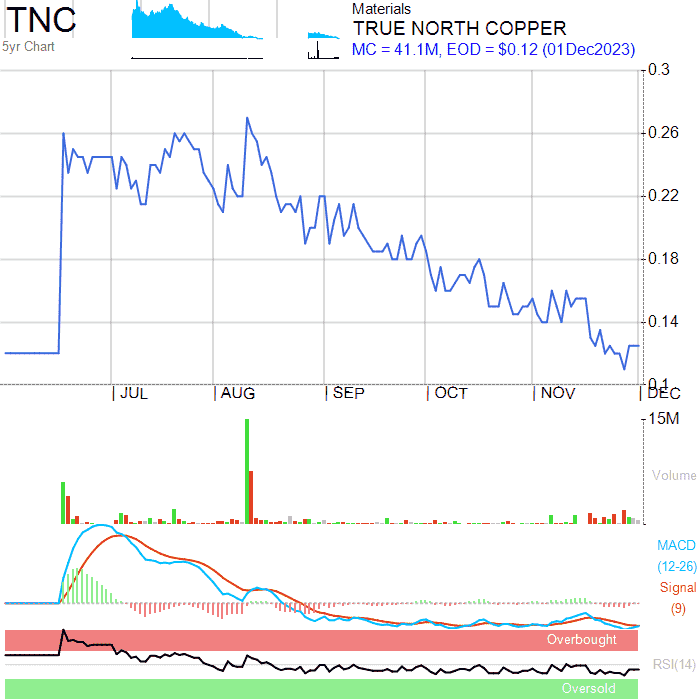 TNC
5yr Chart
Materials
TRUE NORTH COPPER
MC = 41.1M, EOD = $0.12 (01Dec2023)
0.3
0.26
0.22
0.18
0.14
0.1
JUL AUG SEP OCT NOV DEC
15M
Volume
MACD
(12-26)
Signal
(9)
Overbought
RSI(14)
Oversold